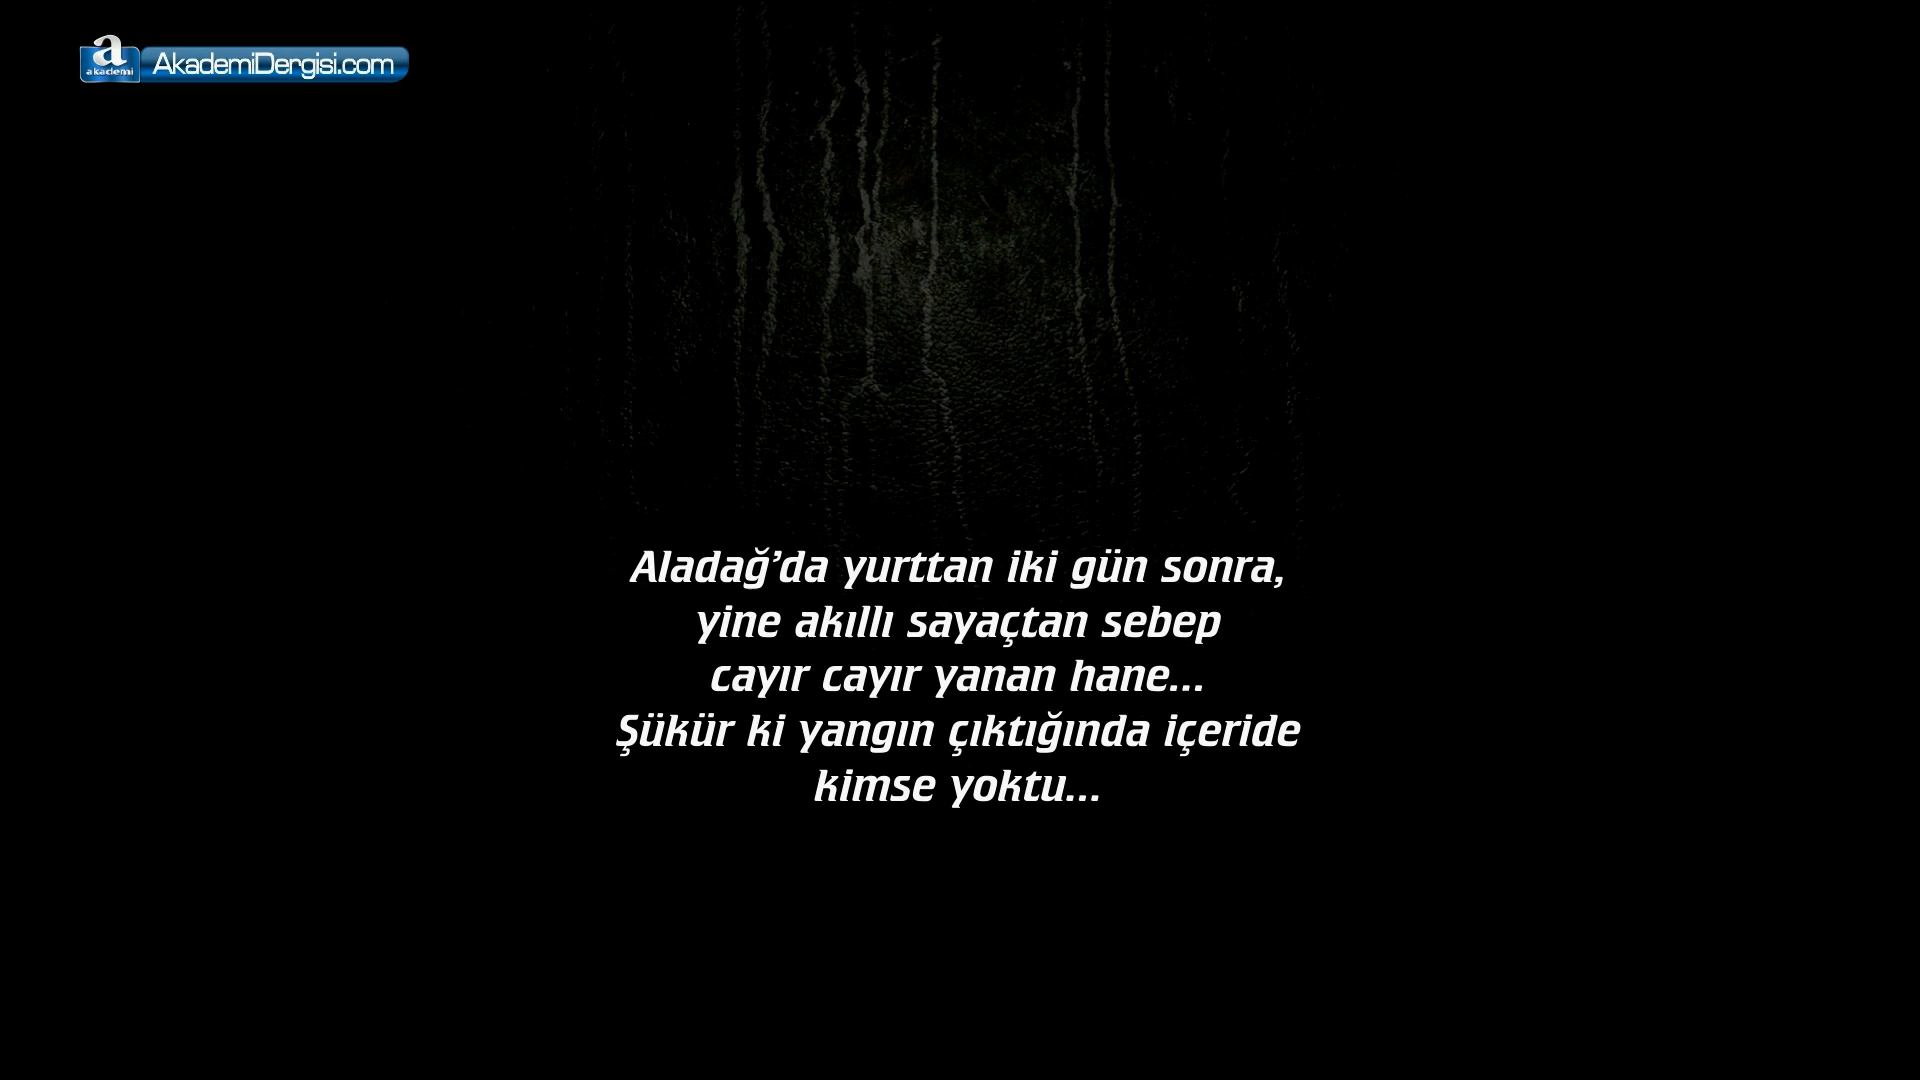 a
akademi
AkademiDergisi.com
Aladağ’da yurttan iki gün sonra,
yine akıllı sayaçtan sebep
cayır cayır yanan hane...
Şükür ki yangın çıktığında içeride
kimse yoktu...